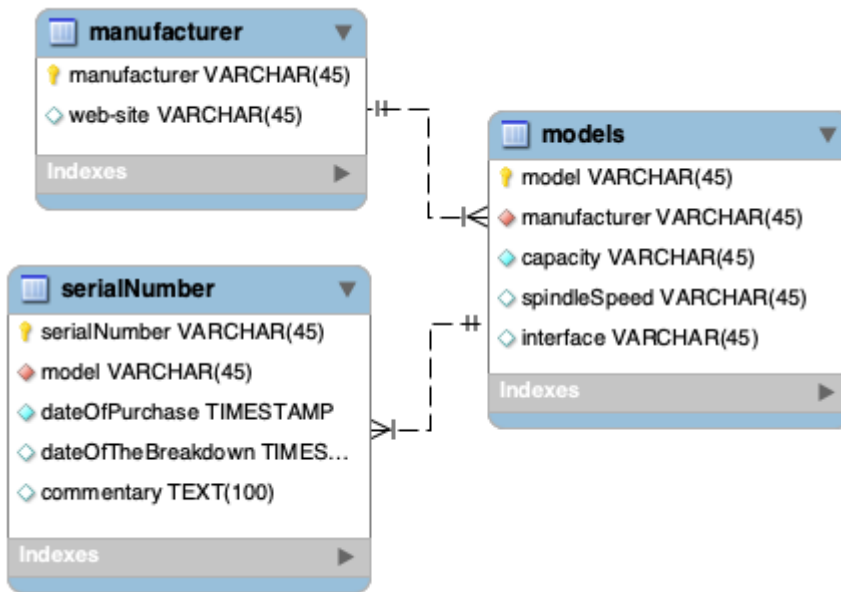 manufacturer
manufacturer VARCHAR(45)
web-site VARCHAR(45)
Indexes
models
model VARCHAR(45)
manufacturer VARCHAR(45)
capacity VARCHAR(45)
spindleSpeed VARCHAR(45)
interface VARCHAR(45)
Indexes
serialNumber
serialNumber VARCHAR(45)
model VARCHAR(45)
dateOfPurchase TIMESTAMP
dateOfTheBreakdown TIMES...
commentary TEXT(100)
Indexes